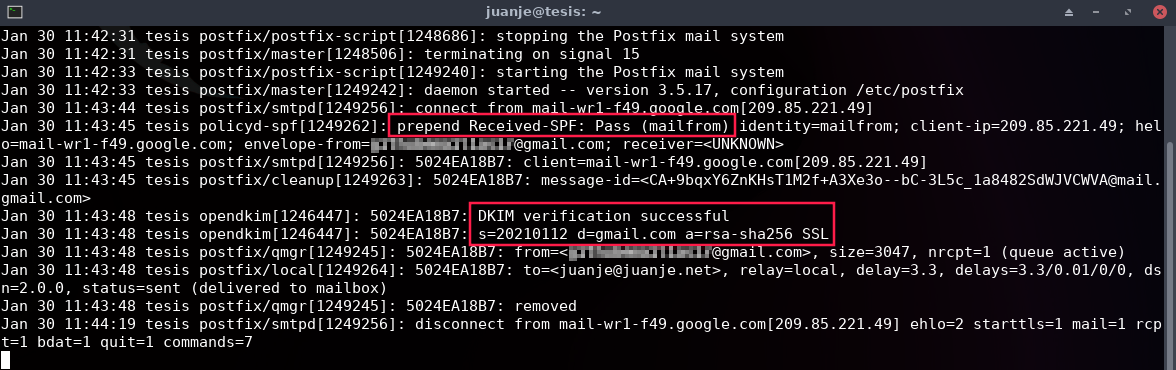 juanje@tesis: ~
Jan 30 11:42:31 tesis postfix/postfix-script[1248686]: stopping the Postfix mail system
Jan 30 11:42:31 tesis postfix/master[1248506]: terminating on signal 15
Jan 30 11:42:33 tesis postfix/postfix-script[1249240]: starting the Postfix mail system
Jan 30 11:42:33 tesis postfix/master[1249242]: daemon started -- version 3.5.17, configuration /etc/postfix
Jan 30 11:43:44 tesis postfix/smtpd[1249256]: connect from mail-wr1-f49.google.com[209.85.221.49]
Jan 30 11:43:45 tesis policyd-spf[1249262]: prepend Received-SPF: Pass (mailfrom) identity=mailfrom; client-ip=209.85.221.49; hel
o=mail-wr1-f49.google.com; envelope-from=@gmail.com; receiver=<UNKNOWN>
Jan 30 11:43:45 tesis postfix/smtpd[1249256]: 5024EA18B7: client=mail-wr1-f49.google.com[209.85.221.49]
Jan 30 11:43:45 tesis postfix/cleanup[1249263]: 5024EA18B7: message-id=<CA+9bqxY6ZnKHsT1M2f+A3Xe3o--bC-3L5c_1a8482SdWJVCWVA@mail.
gmail.com>
Jan 30 11:43:48 tesis opendkim[1246447]: 5024EA18B7: DKIM verification successful
Jan 30 11:43:48 tesis opendkim[1246447]: 5024EA18B7: s=20210112 d=gmail.com a=rsa-sha256 SSL
Jan 30 11:43:48 tesis postfix/qmgr[1249245]: 5024EA18B7: from=<@gmail.com>, size=3047, nrcpt=1 (queue active)
Jan 30 11:43:48 tesis postfix/local[1249264]: 5024EA18B7: to=<juanje@juanje.net>, relay=local, delay=3.3, delays=3.3/0.01/0/0, ds
n=2.0.0, status=sent (delivered to mailbox)
Jan 30 11:43:48 tesis postfix/qmgr[1249245]: 5024EA18B7: removed
Jan 30 11:44:19 tesis postfix/smtpd[1249256]: disconnect from mail-wr1-f49.google.com[209.85.221.49] ehlo=2 starttls=1 mail=1 rcp
t=1 bdat=1 quit=1 commands=7